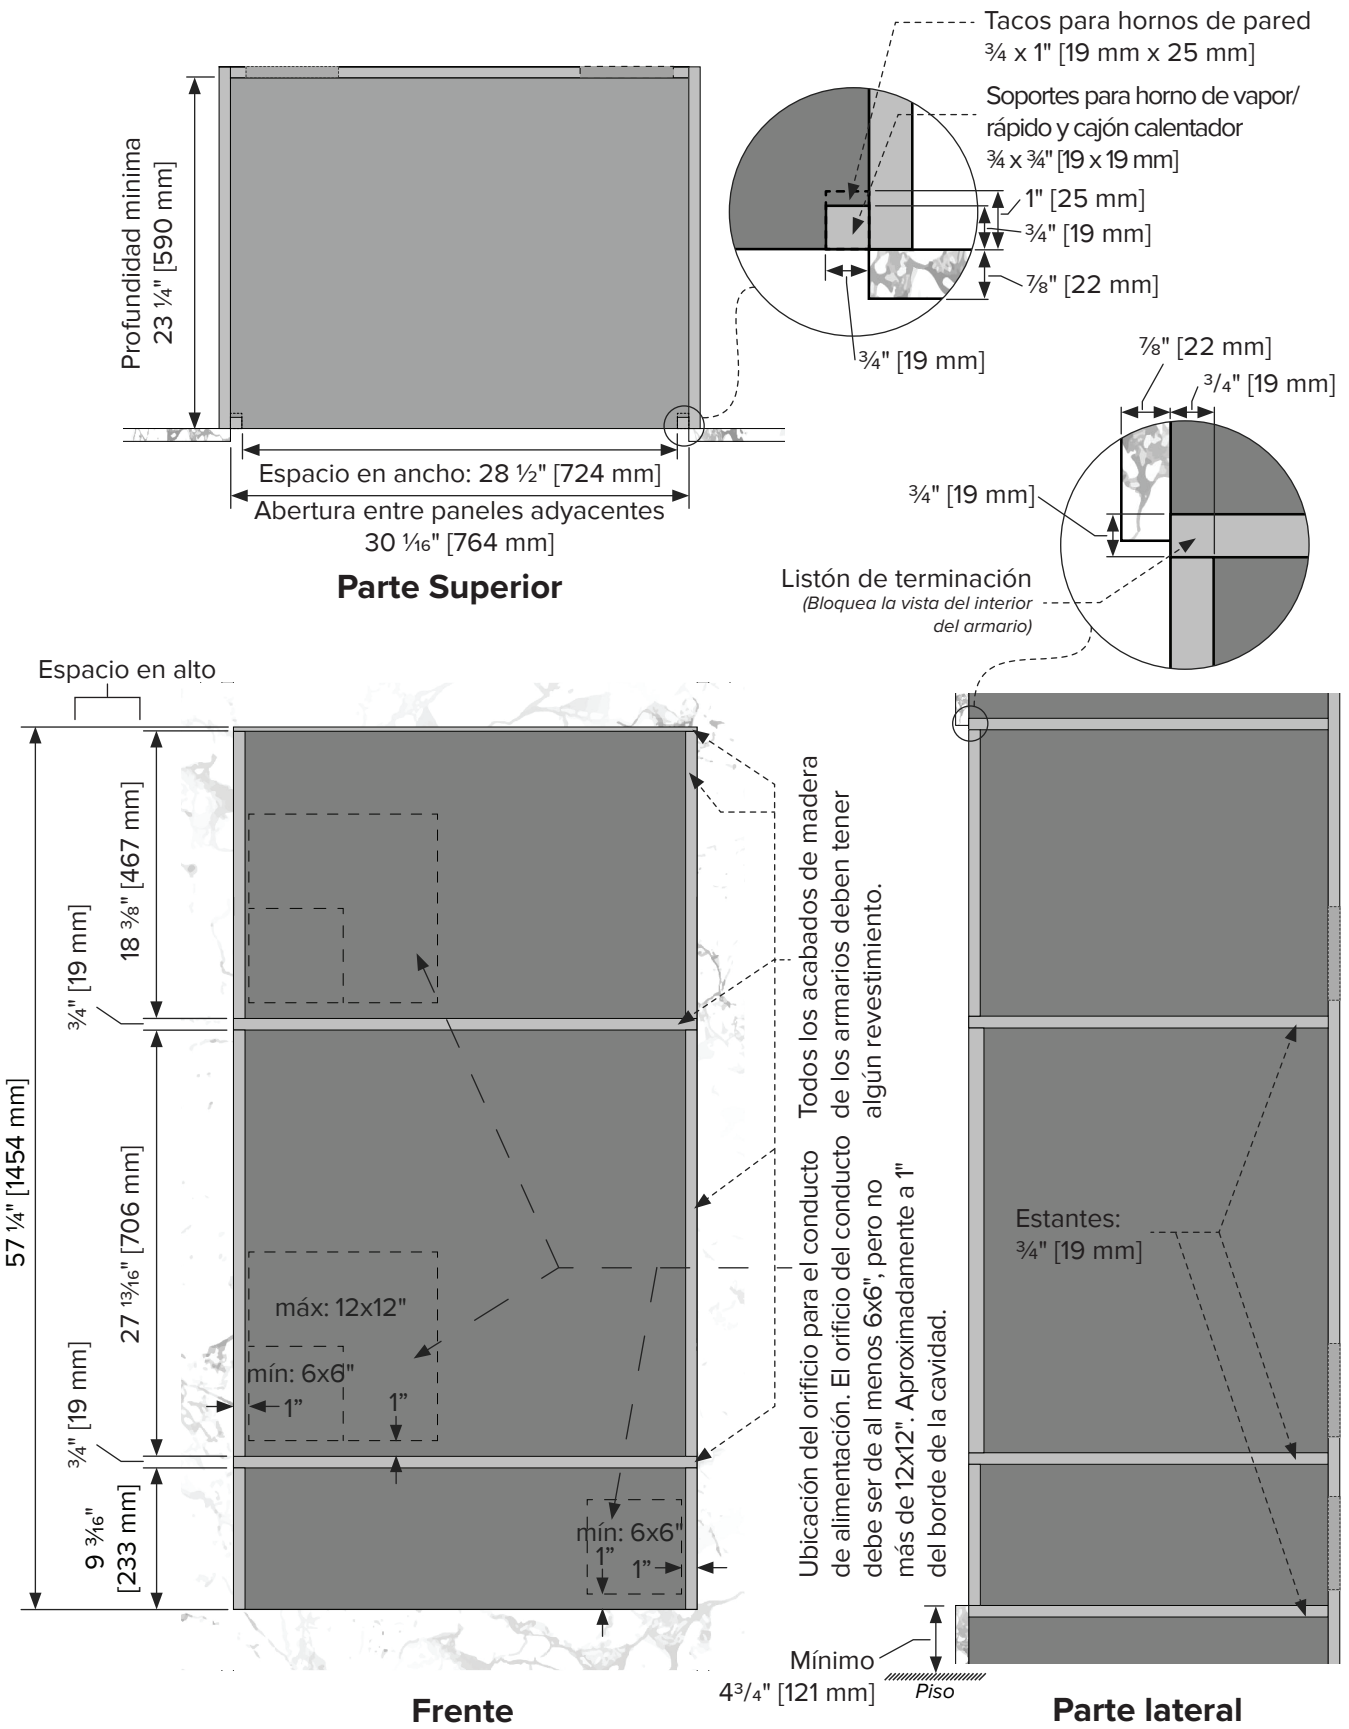 Tacos para hornos de pared
¾ x 1" [19 mm x 25 mm]
Soportes para horno de vapor/
rápido y cajón calentador
¾ x ¾" [19 x 19 mm]
1" [25 mm]
¾" [19 mm]
⅞" [22 mm]
¾" [19 mm]
Profundidad minima
23 ¼" [590 mm]
Espacio en ancho: 28 ½" [724 mm]
Abertura entre paneles adyacentes
30 1⁄16" [764 mm]
Parte Superior
⅞" [22 mm]
3/4" [19 mm]
¾" [19 mm]
Listón de terminación
(Bloquea la vista del interior
del armario)
Espacio en alto
57 ¼" [1454 mm]
18 ⅜" [467 mm]
¾" [19 mm]
27 13⁄16" [706 mm]
¾" [19 mm]
9 3⁄16"
[233 mm]
máx: 12x12"
mín: 6x6"
1”
1”
mín: 6x6"
1”
1”
Todos los acabados de madera
de los armarios deben tener
algún revestimiento.
Ubicación del orificio para el conducto
de alimentación. El orificio del conducto
debe ser de al menos 6x6", pero no
más de 12x12". Aproximadamente a 1"
del borde de la cavidad.
Estantes:
¾" [19 mm]
Mínimo
43/4" [121 mm]
Piso
Frente
Parte lateral